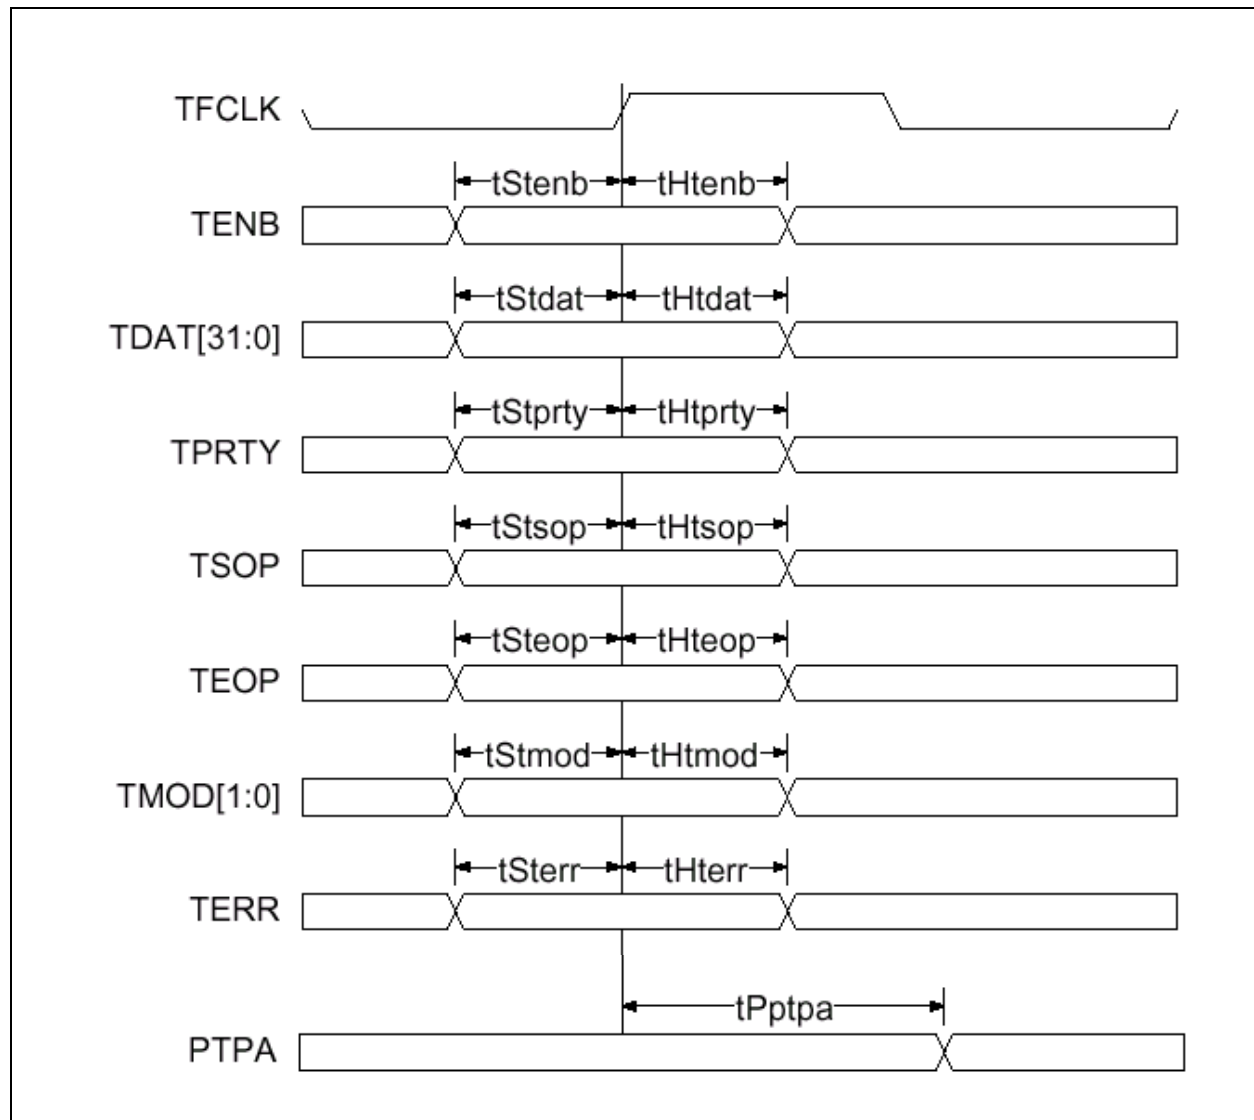 TFCLK
tStenb tHtenb
TENB
tStdat tHtdat
TDAT[31:0]
tStprty tHtprty
TPRTY
tStsop tHtsop
TSOP
tSteop tHteop
TEOP
tStmod tHtmod
TMOD[1:0]
tSterr tHterr
TERR
tPptpa
PTPA